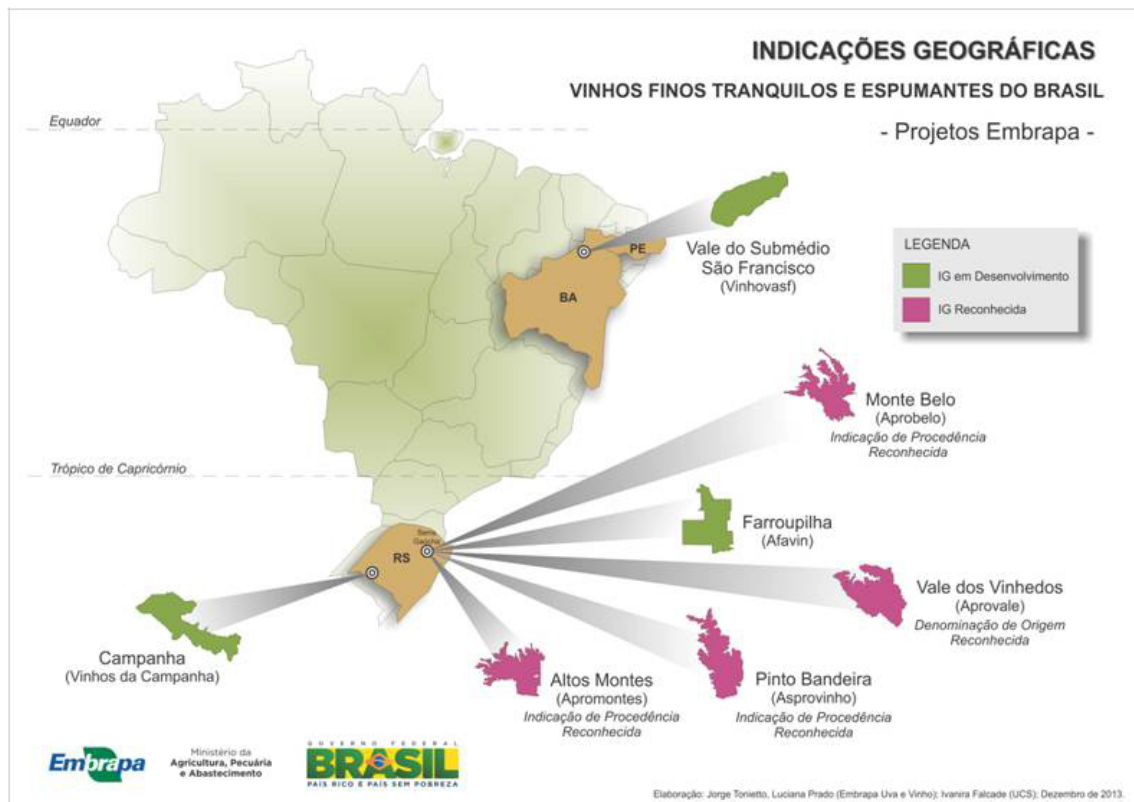 INDICAÇÕES GEOGRÁFICAS
VINHOS FINOS TRANQUILOS E ESPUMANTES DO BRASIL
- Projetos Embrapa -
Equador
Vale do Submédio
São Francisco
(Vinhovasf)
PE
BA
LEGENDA
IG em Desenvolvimento
IG Reconhecida
Monte Belo
(Aprobelo)
Indicação de Procedência
Reconhecida
Trópico de Capricórnio
Farroupilha
(Afavin)
Serra
Gaúcha
RS
Vale dos Vinhedos
(Aprovale)
Denominação de Origem
Reconhecida
Campanha
(Vinhos da Campanha)
Altos Montes
(Apromontes)
Indicação de Procedência
Reconhecida
Pinto Bandeira
(Asprovinho)
Indicação de Procedência
Reconhecida
Embrapa
Ministério da
Agricultura, Pecuária
e Abastecimento
GOVERNO FEDERAL
BRASIL
PAÍS RICO É PAÍS SEM POBREZA
Elaboração: Jorge Tonietto, Luciana Prado (Embrapa Uva e Vinho); Ivanira Falcade (UCS); Dezembro de 2013.